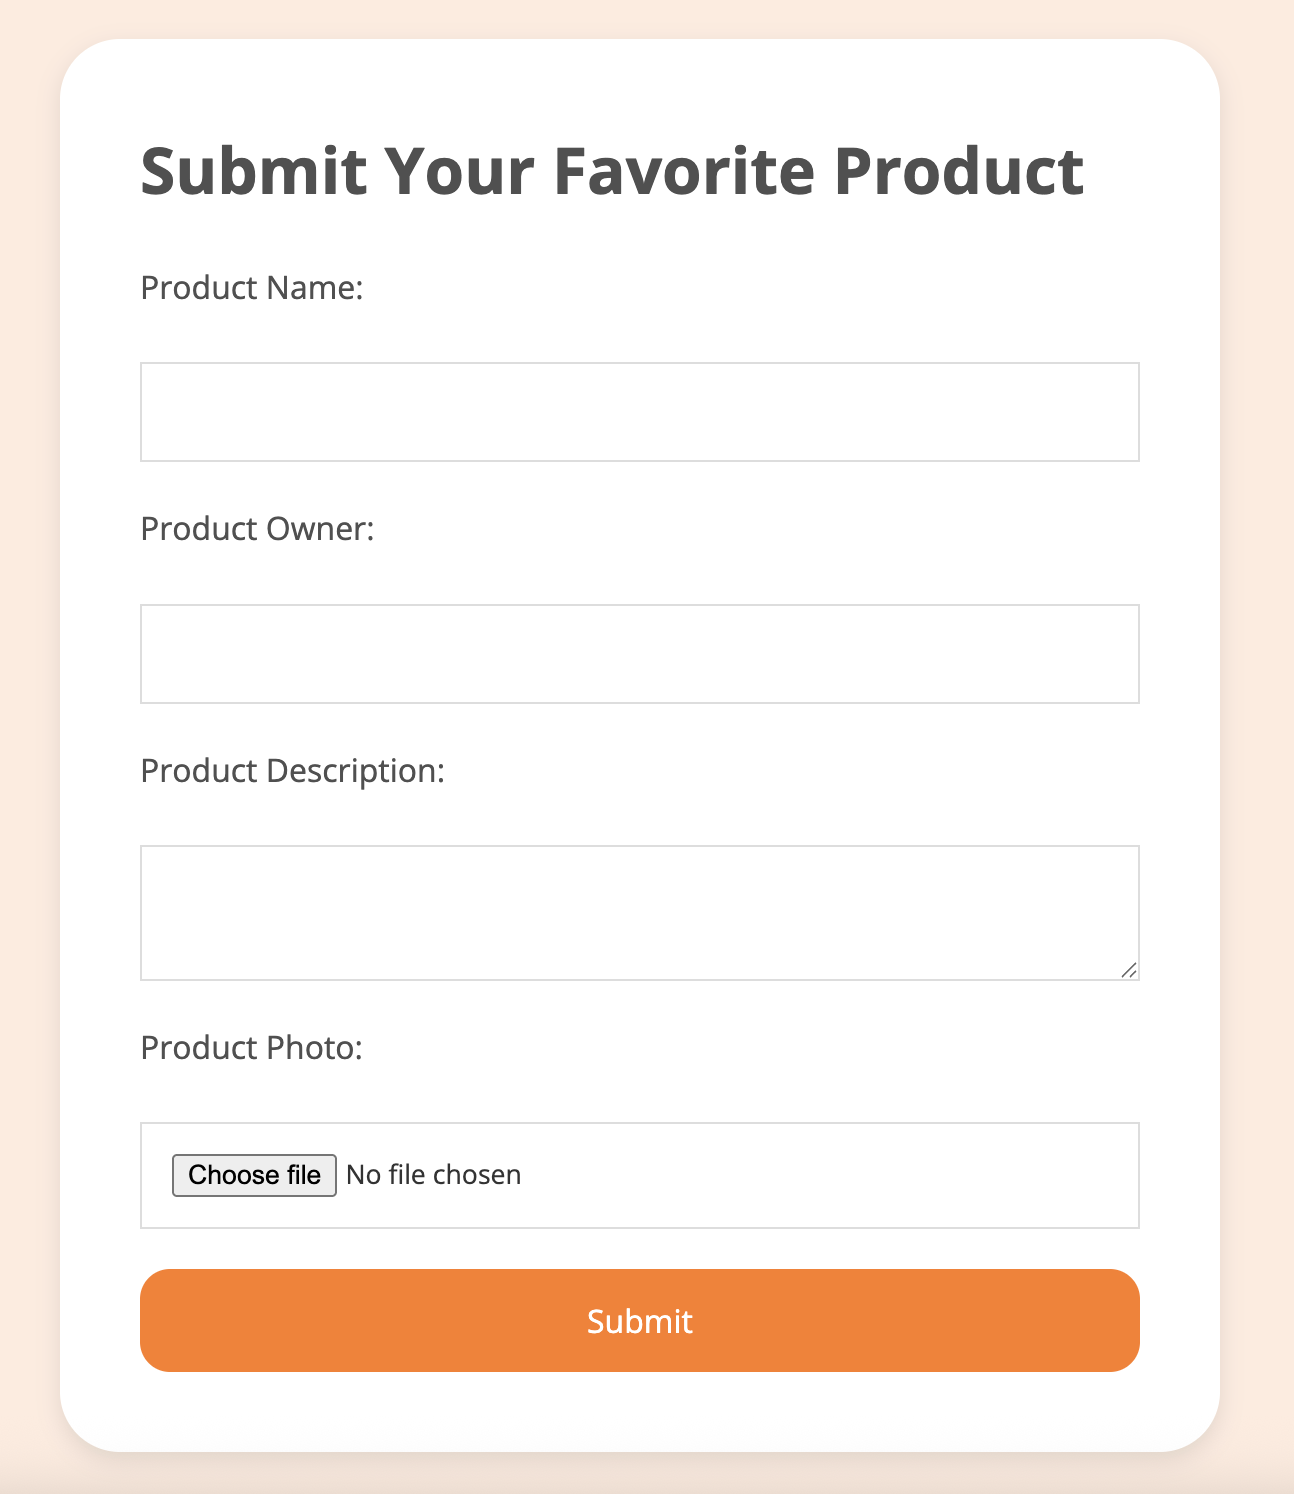 Submit Your Favorite Product
Product Name:
Product Owner:
Product Description:
Product Photo:
Choose file No file chosen
Submit